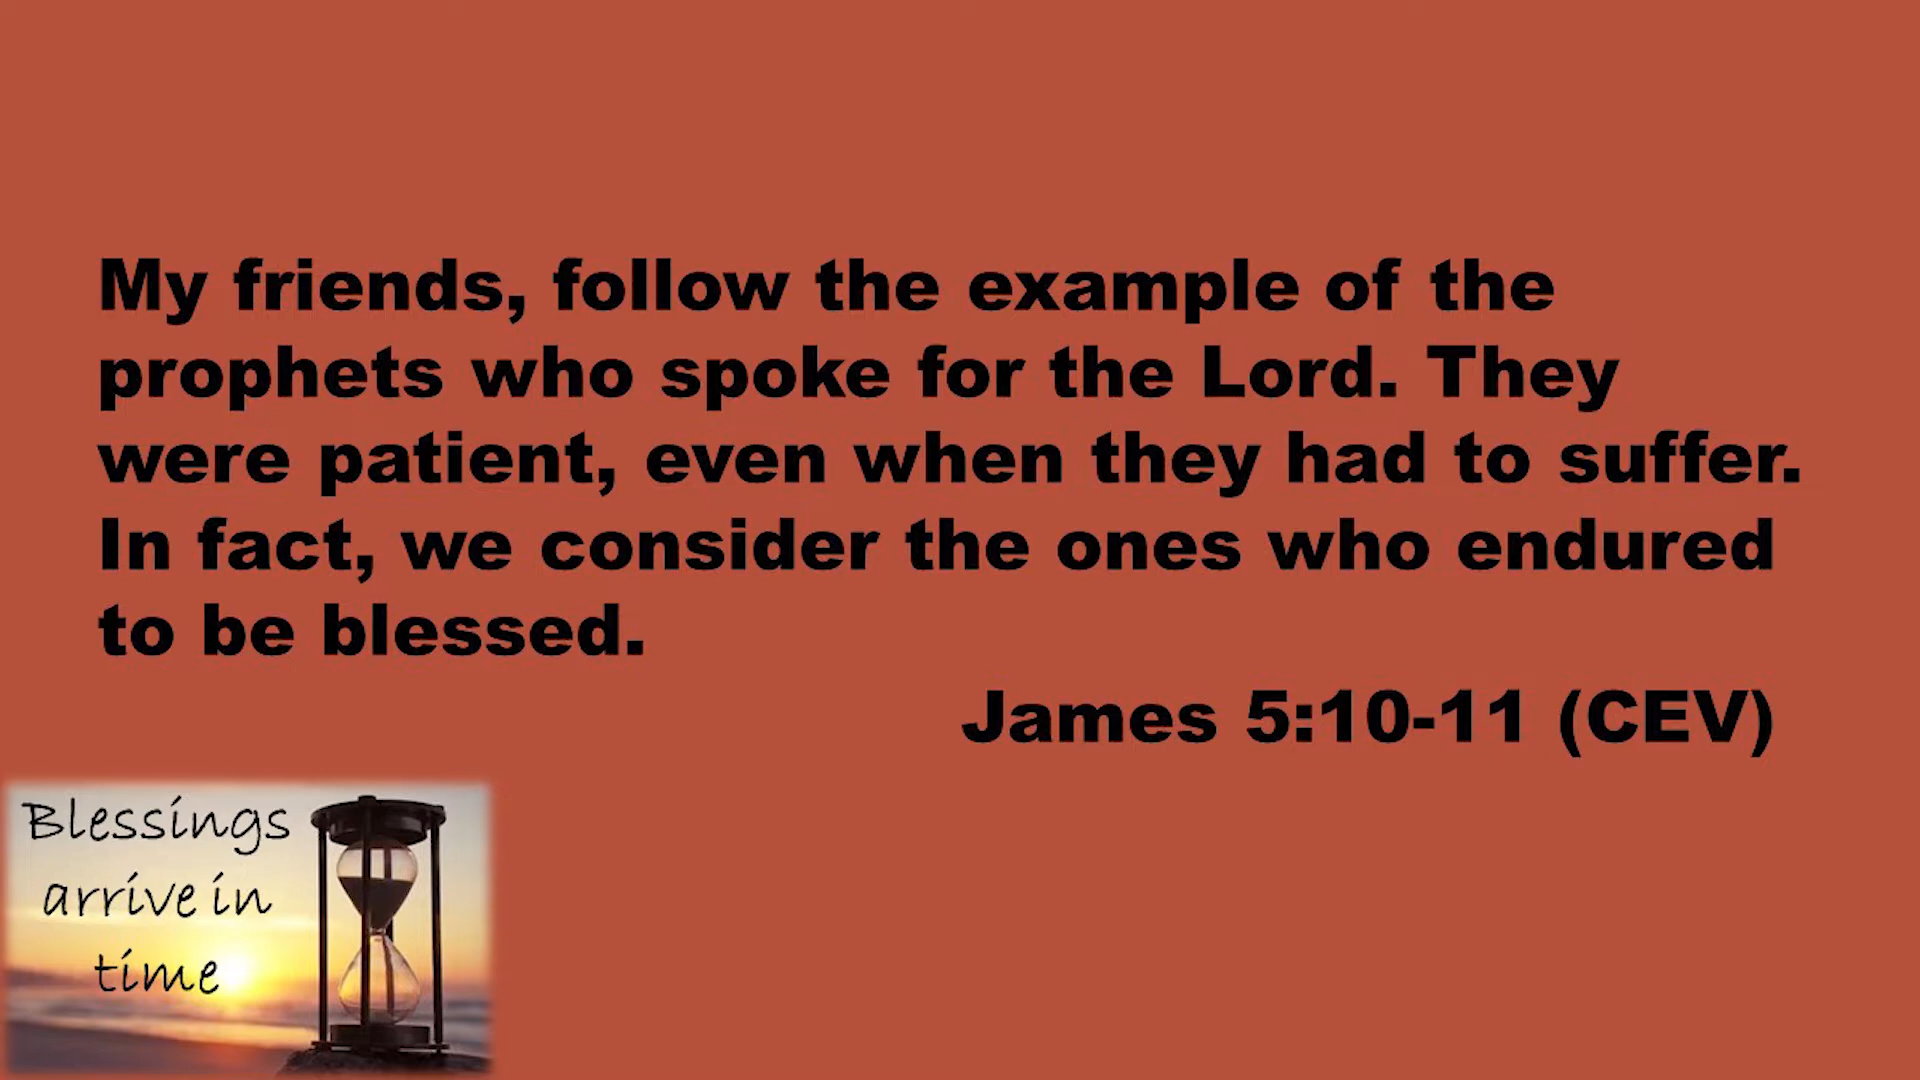 My friends, follow the example of the
prophets who spoke for the Lord. They
were patient, even when they had to suffer.
In fact, we consider the ones who endured
to be blessed.
James 5:10-11 (CEV)
Blessings
arrive in
time